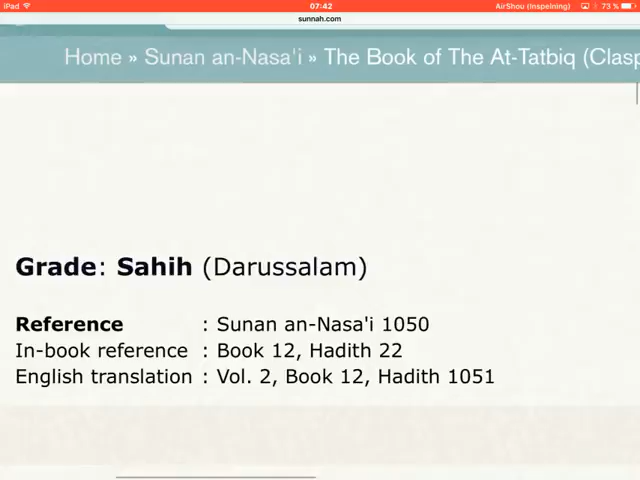 iPad 07:42 AirShou (Inspelning) 73 %
sunnah.com
Home » Sunan an-Nasa'i » The Book of The At-Tatbiq (Clasp
Grade: Sahih (Darussalam)
Reference : Sunan an-Nasa'i 1050
In-book reference : Book 12, Hadith 22
English translation : Vol. 2, Book 12, Hadith 1051